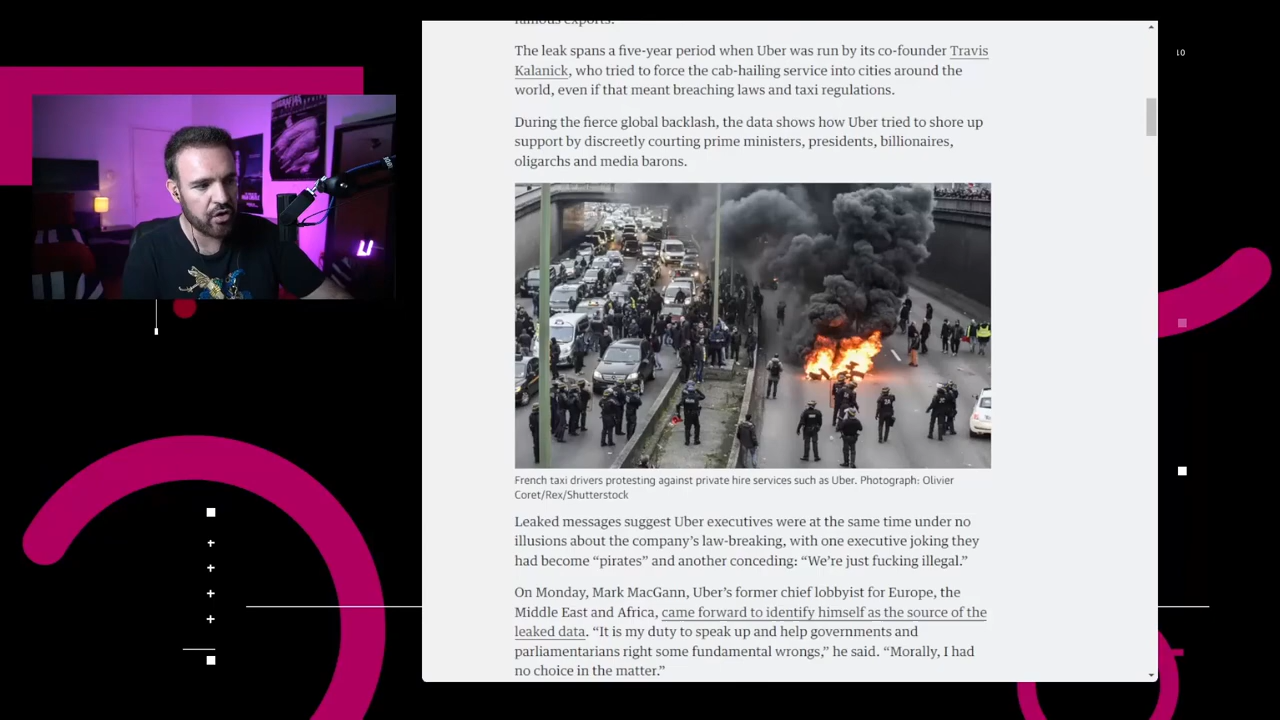 famous exports.
The leak spans a five-year period when Uber was run by its co-founder Travis
Kalanick, who tried to force the cab-hailing service into cities around the
world, even if that meant breaching laws and taxi regulations.
During the fierce global backlash, the data shows how Uber tried to shore up
support by discreetly courting prime ministers, presidents, billionaires,
oligarchs and media barons.
French taxi drivers protesting against private hire services such as Uber. Photograph: Olivier
Coret/Rex/Shutterstock
Leaked messages suggest Uber executives were at the same time under no
illusions about the company’s law-breaking, with one executive joking they
had become “pirates” and another conceding: “We’re just fucking illegal.”
On Monday, Mark MacGann, Uber’s former chief lobbyist for Europe, the
Middle East and Africa, came forward to identify himself as the source of the
leaked data. “It is my duty to speak up and help governments and
parliamentarians right some fundamental wrongs,” he said. “Morally, I had
no choice in the matter.”